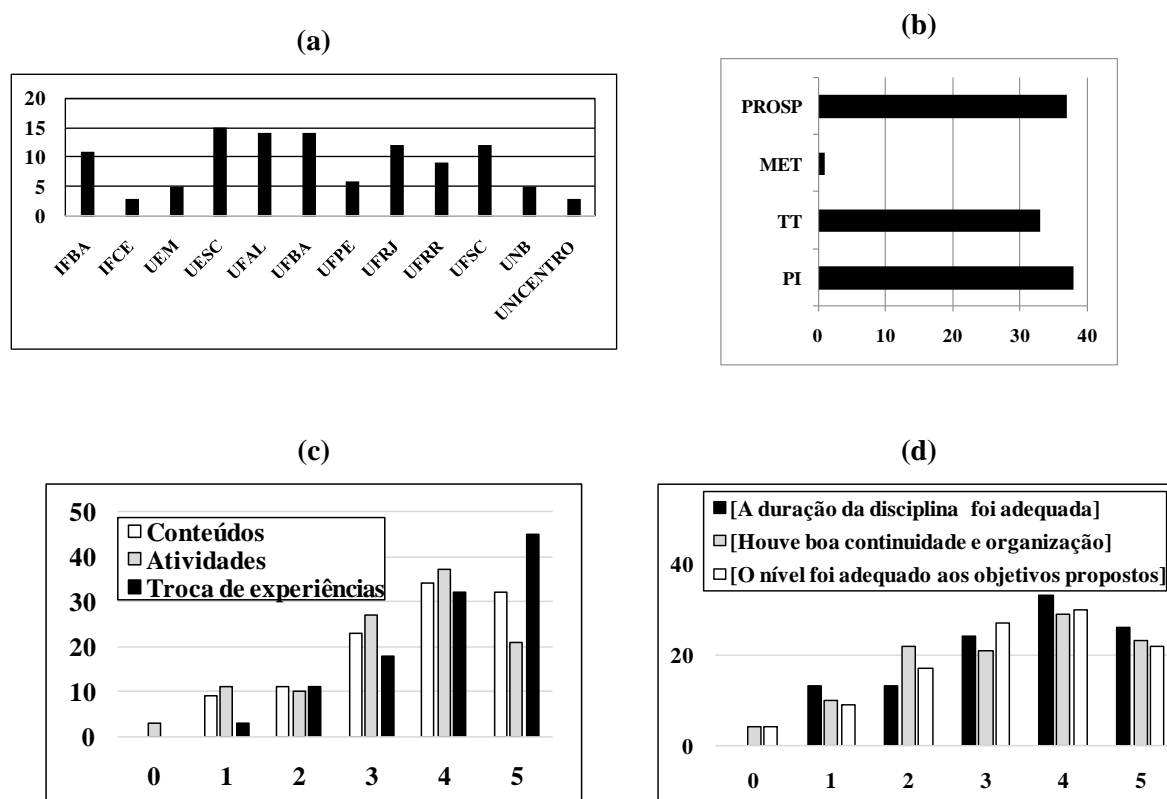 (a)
20
15
10
5
0
IFBA
IFCE
UEM
UESC
UFAL
UFBA
UFPE
UFRJ
UFRR
UFSC
UNB
UNICENTRO
(b)
PROSP
MET
TT
PI
0 10 20 30 40
(c)
50
40
30
20
10
0
Conteúdos
Atividades
Troca de experiências
0 1 2 3 4 5
(d)
[A duração da disciplina foi adequada]
[Houve boa continuidade e organização]
[O nível foi adequado aos objetivos propostos]
40
20
0
0 1 2 3 4 5